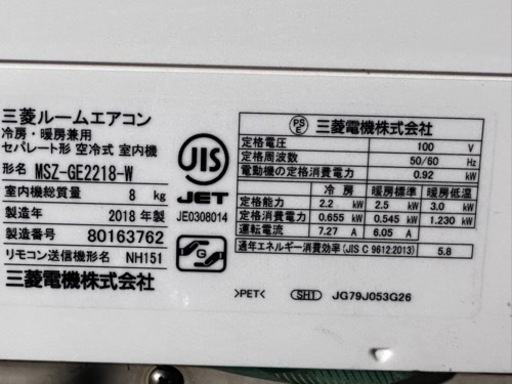 三菱ルームエアコン
冷房・暖房兼用
セパレート形 空冷式 室内機
形名 MSZ-GE2218-W
室内機総質量 8 kg
製造年 2018 年製
製造番号 80163762
リモコン送信機形名 NH151
三菱電機株式会社
JIS
JET
JE0308014
G
PSE 三菱電機株式会社
定格電圧 100 V
定格周波数 50/60 Hz
電動機の定格消費電力 0.92 kW
冷 房 暖房標準 暖房低温
定格能力 2.2 kW 2.5 kW 3.0 kW
定格消費電力 0.655 kW 0.545 kW 1.230 kW
運転電流 7.27 A 6.05 A
通年エネルギー消費効率(JIS C 9612:2013) 5.8
>PET< SH1 JG79J053G26